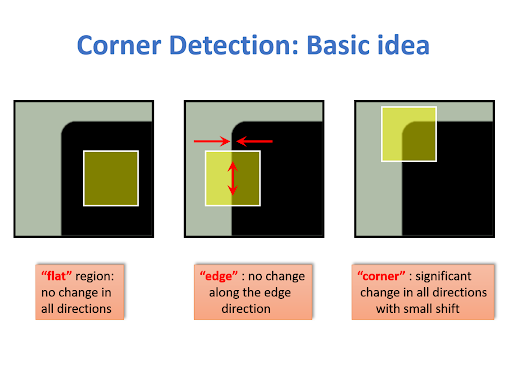 Corner Detection: Basic idea
“flat” region:
no change in
all directions
“edge” : no change
along the edge
direction
“corner” : significant
change in all directions
with small shift